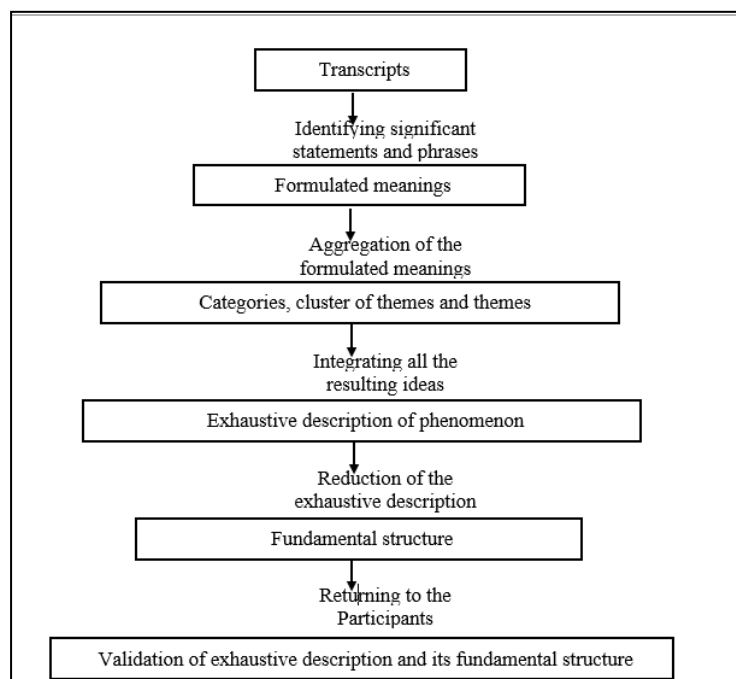 Transcripts
Identifying significant
statements and phrases
Formulated meanings
Aggregation of the
formulated meanings
Categories, cluster of themes and themes
Integrating all the
resulting ideas
Exhaustive description of phenomenon
Reduction of the
exhaustive description
Fundamental structure
Returning to the
Participants
Validation of exhaustive description and its fundamental structure